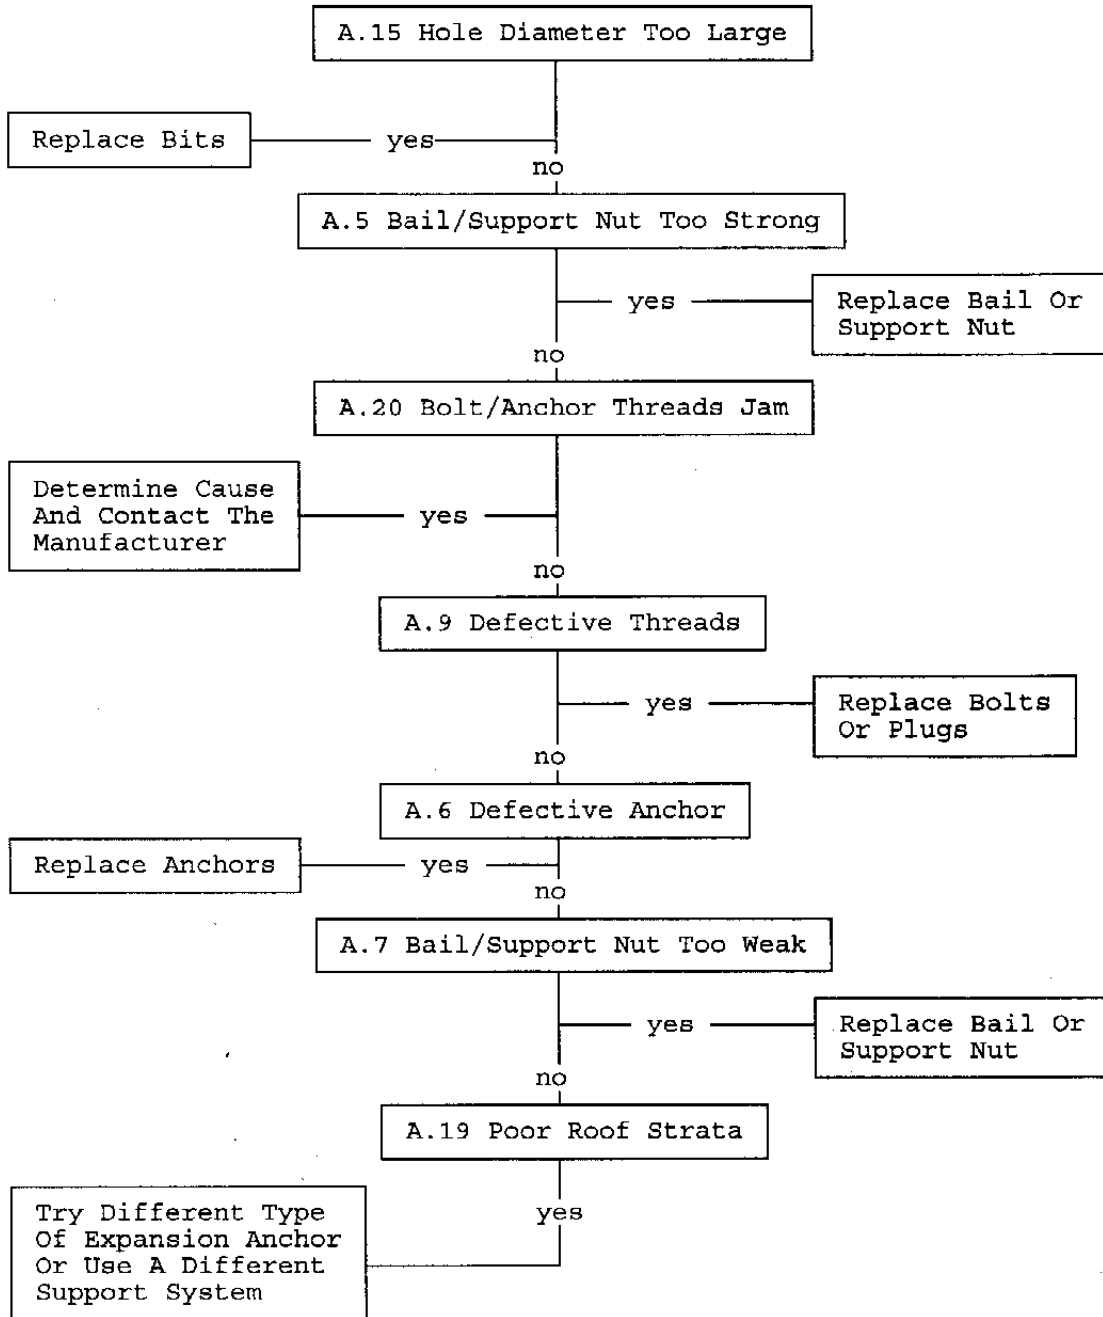 A.15 Hole Diameter Too Large
Replace Bits
yes
no
A.5 Bail/Support Nut Too Strong
yes
Replace Bail Or
Support Nut
no
A.20 Bolt/Anchor Threads Jam
Determine Cause
And Contact The
Manufacturer
yes
no
A.9 Defective Threads
yes
Replace Bolts
Or Plugs
no
A.6 Defective Anchor
Replace Anchors
yes
no
A.7 Bail/Support Nut Too Weak
yes
Replace Bail Or
Support Nut
no
A.19 Poor Roof Strata
yes
Try Different Type
Of Expansion Anchor
Or Use A Different
Support System